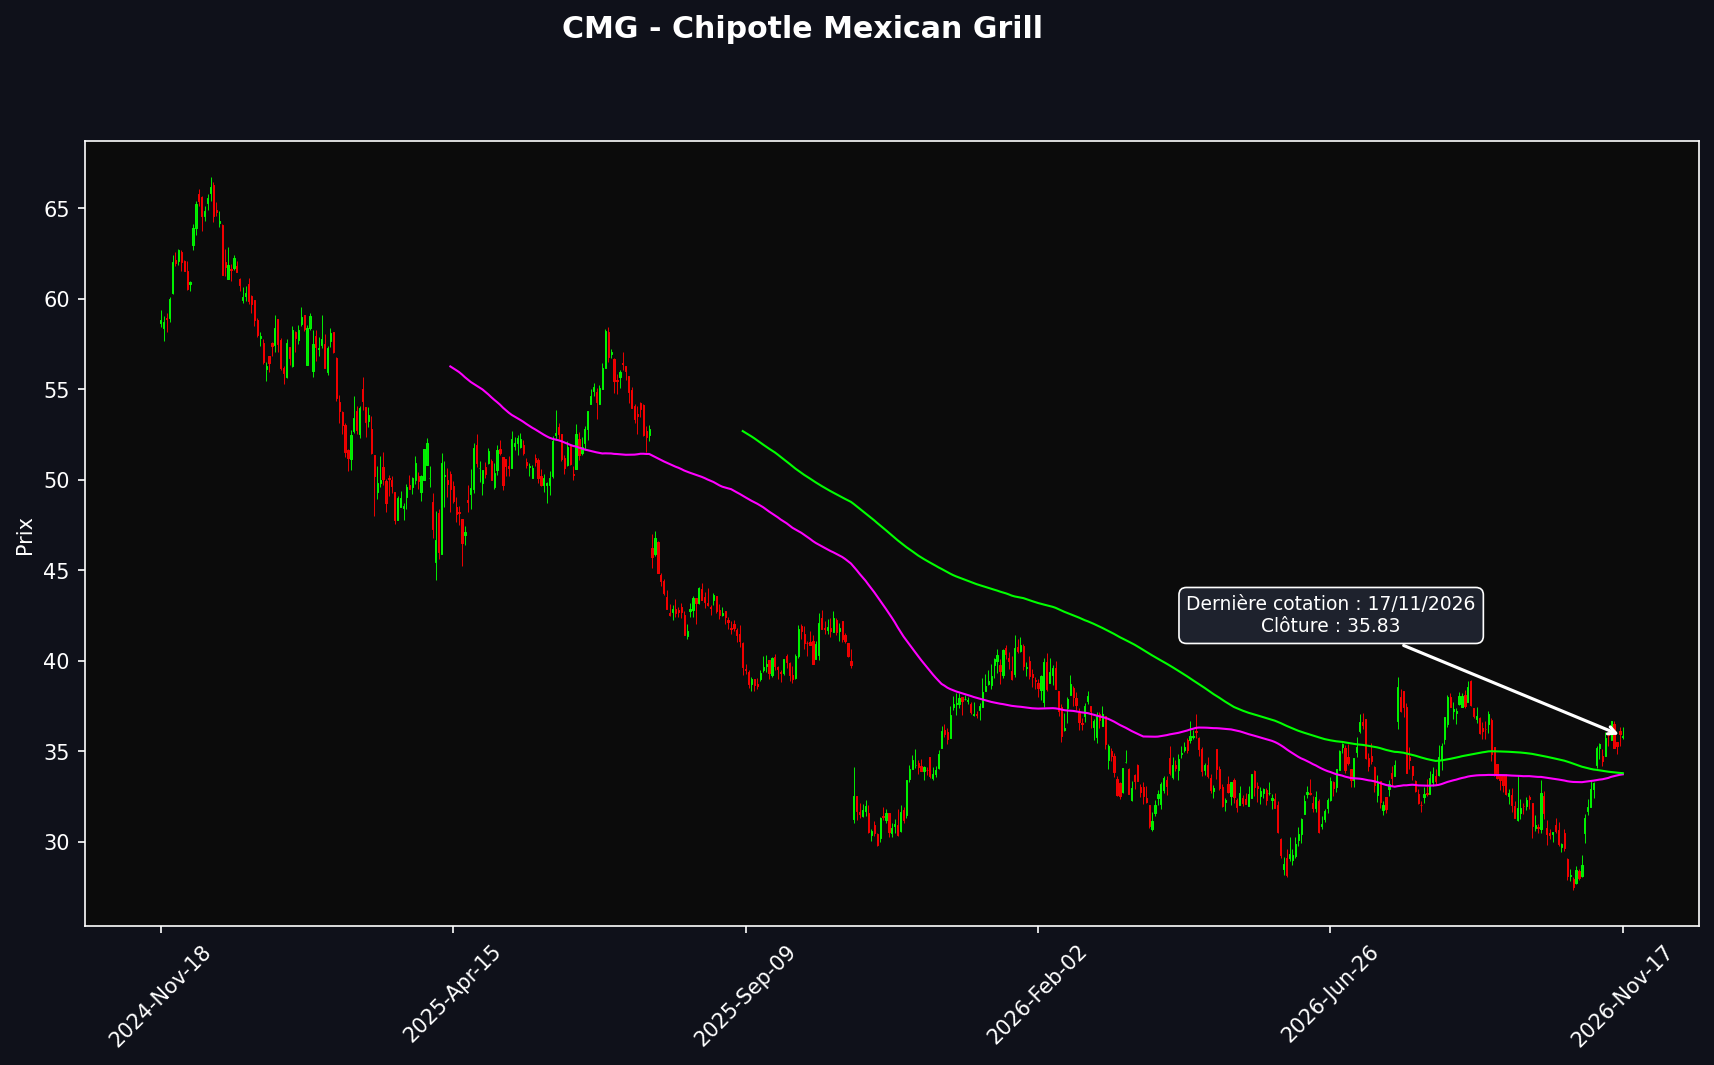 CMG - Chipotle Mexican Grill
Prix
65
60
55
50
45
40
35
30
Dernière cotation : 17/11/2026
Clôture : 35.83
2024-Nov-18
2025-Apr-15
2025-Sep-09
2026-Feb-02
2026-Jun-26
2026-Nov-17